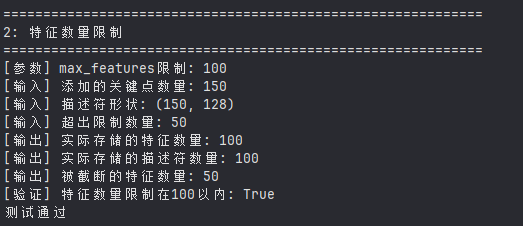 ============================================================
2: 特征数量限制
============================================================
[参数] max_features限制: 100
[输入] 添加的关键点数量: 150
[输入] 描述符形状: (150, 128)
[输入] 超出限制数量: 50
[输出] 实际存储的特征数量: 100
[输出] 实际存储的描述符数量: 100
[输出] 被截断的特征数量: 50
[验证] 特征数量限制在100以内: True
测试通过